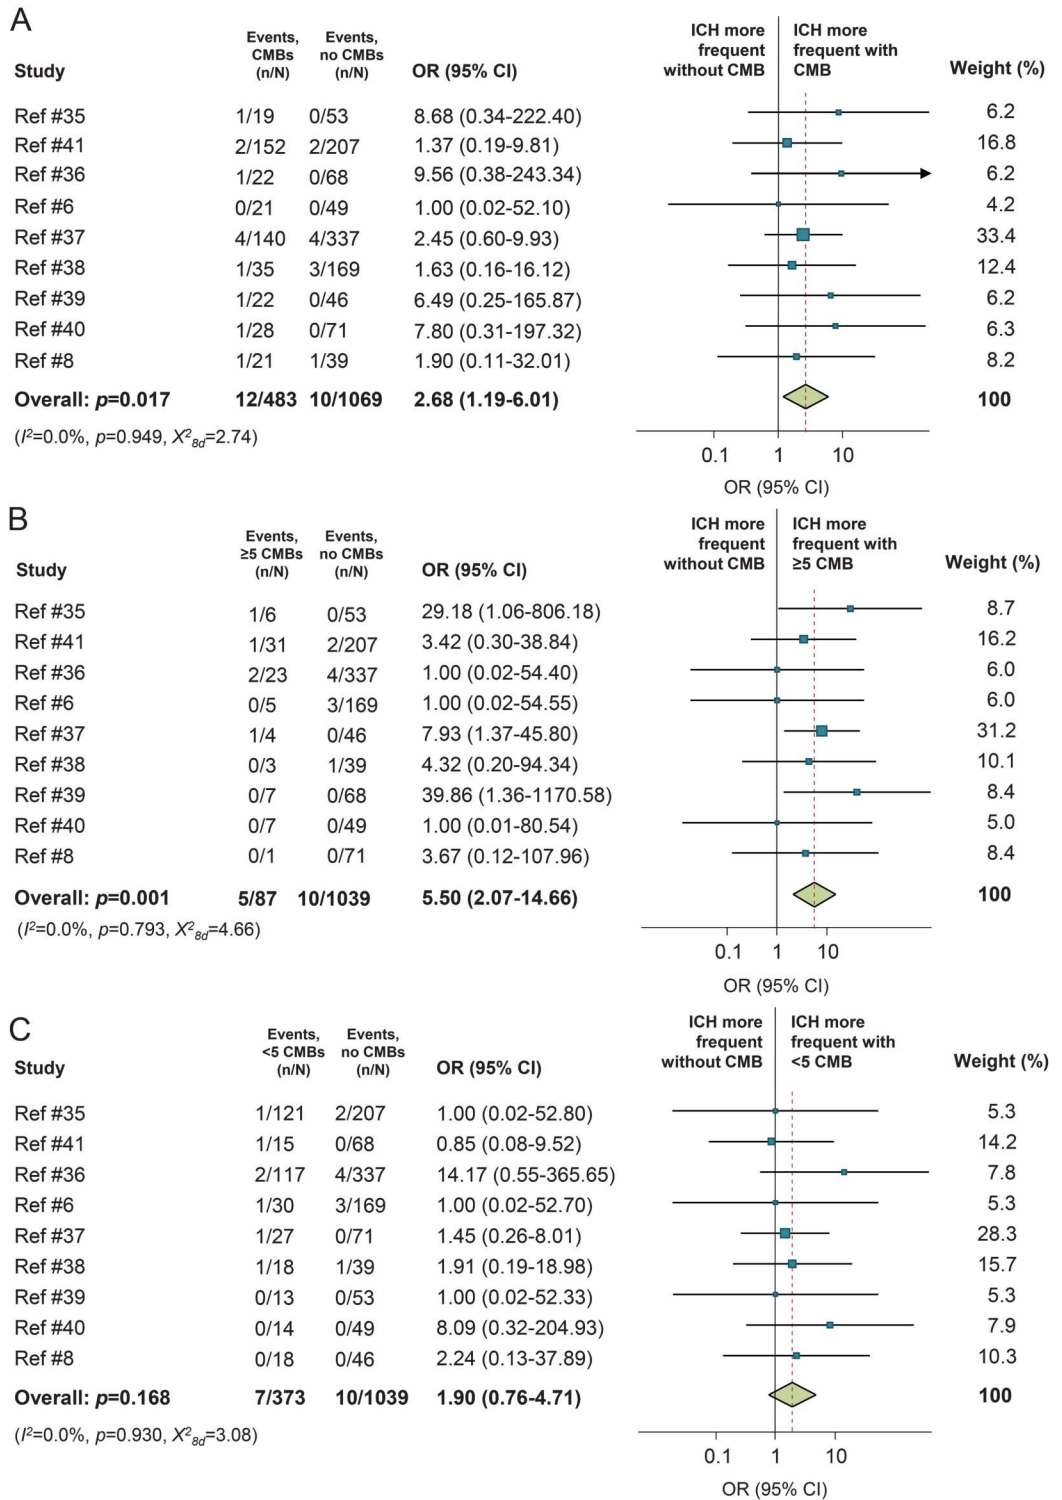 A
Study
Events, CMBs (n/N)
Events, no CMBs (n/N)
OR (95% CI)
ICH more frequent without CMB
ICH more frequent with CMB
Weight (%)
Ref #35 1/19 0/53 8.68 (0.34-222.40) 6.2
Ref #41 2/152 2/207 1.37 (0.19-9.81) 16.8
Ref #36 1/22 0/68 9.56 (0.38-243.34) 6.2
Ref #6 0/21 0/49 1.00 (0.02-52.10) 4.2
Ref #37 4/140 4/337 2.45 (0.60-9.93) 33.4
Ref #38 1/35 3/169 1.63 (0.16-16.12) 12.4
Ref #39 1/22 0/46 6.49 (0.25-165.87) 6.2
Ref #40 1/28 0/71 7.80 (0.31-197.32) 6.3
Ref #8 1/21 1/39 1.90 (0.11-32.01) 8.2
Overall: p=0.017 12/483 10/1069 2.68 (1.19-6.01) 100
(I²=0.0%, p=0.949, X²8d=2.74)
0.1 1 10
OR (95% CI)
B
Study
Events, ≥5 CMBs (n/N)
Events, no CMBs (n/N)
OR (95% CI)
ICH more frequent without CMB
ICH more frequent with ≥5 CMB
Weight (%)
Ref #35 1/6 0/53 29.18 (1.06-806.18) 8.7
Ref #41 1/31 2/207 3.42 (0.30-38.84) 16.2
Ref #36 2/23 4/337 1.00 (0.02-54.40) 6.0
Ref #6 0/5 3/169 1.00 (0.02-54.55) 6.0
Ref #37 1/4 0/46 7.93 (1.37-45.80) 31.2
Ref #38 0/3 1/39 4.32 (0.20-94.34) 10.1
Ref #39 0/7 0/68 39.86 (1.36-1170.58) 8.4
Ref #40 0/7 0/49 1.00 (0.01-80.54) 5.0
Ref #8 0/1 0/71 3.67 (0.12-107.96) 8.4
Overall: p=0.001 5/87 10/1039 5.50 (2.07-14.66) 100
(I²=0.0%, p=0.793, X²8d=4.66)
0.1 1 10
OR (95% CI)
C
Study
Events, <5 CMBs (n/N)
Events, no CMBs (n/N)
OR (95% CI)
ICH more frequent without CMB
ICH more frequent with <5 CMB
Weight (%)
Ref #35 1/121 2/207 1.00 (0.02-52.80) 5.3
Ref #41 1/15 0/68 0.85 (0.08-9.52) 14.2
Ref #36 2/117 4/337 14.17 (0.55-365.65) 7.8
Ref #6 1/30 3/169 1.00 (0.02-52.70) 5.3
Ref #37 1/27 0/71 1.45 (0.26-8.01) 28.3
Ref #38 1/18 1/39 1.91 (0.19-18.98) 15.7
Ref #39 0/13 0/53 1.00 (0.02-52.33) 5.3
Ref #40 0/14 0/49 8.09 (0.32-204.93) 7.9
Ref #8 0/18 0/46 2.24 (0.13-37.89) 10.3
Overall: p=0.168 7/373 10/1039 1.90 (0.76-4.71) 100
(I²=0.0%, p=0.930, X²8d=3.08)
0.1 1 10
OR (95% CI)